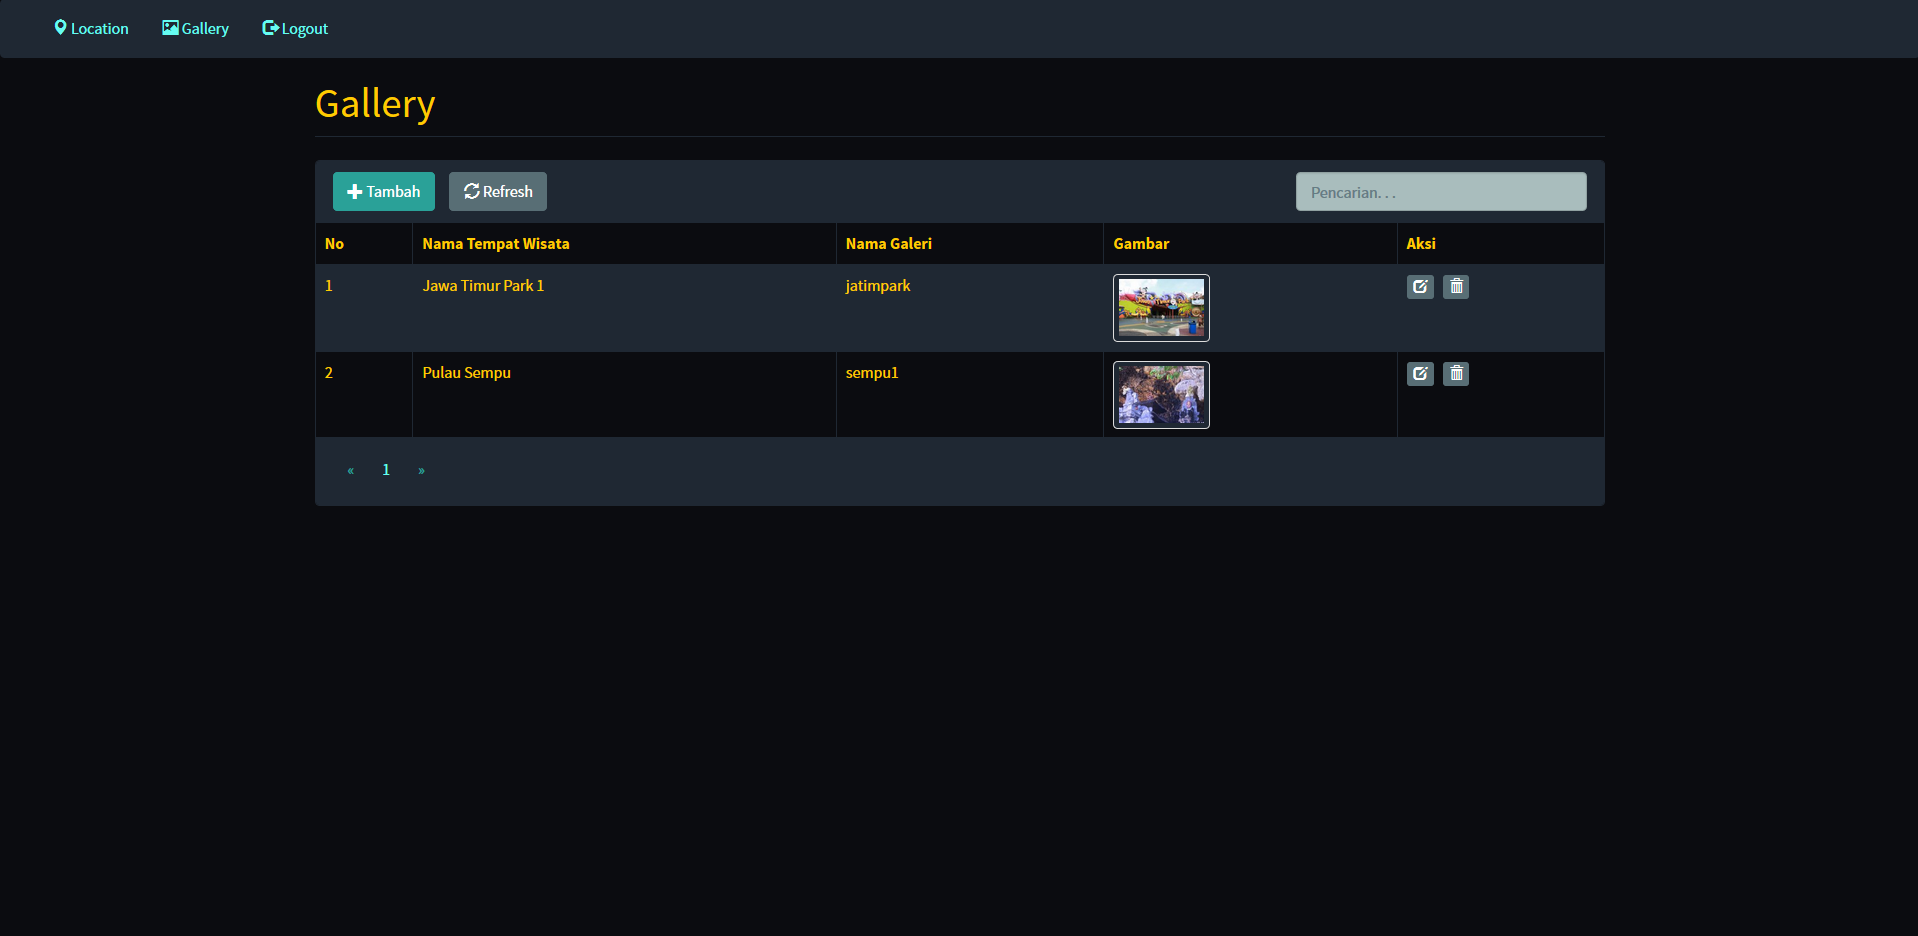 Location Gallery Logout
Gallery
Tambah Refresh Pencarian. . .
No Nama Tempat Wisata Nama Galeri Gambar Aksi
1 Jawa Timur Park 1 jatimpark
2 Pulau Sempu sempu1
« 1 »